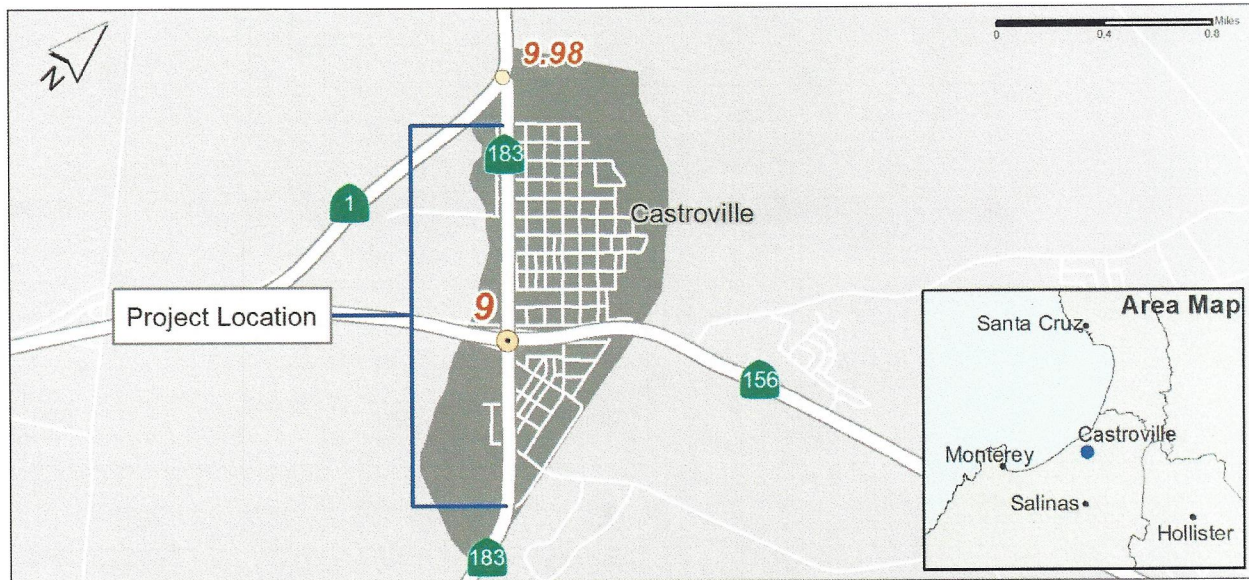 N
9.98
Miles
0
0.4
0.8
183
1
Castroville
Project Location
9
156
183
Area Map
Santa Cruz
Castroville
Monterey
Salinas
Hollister